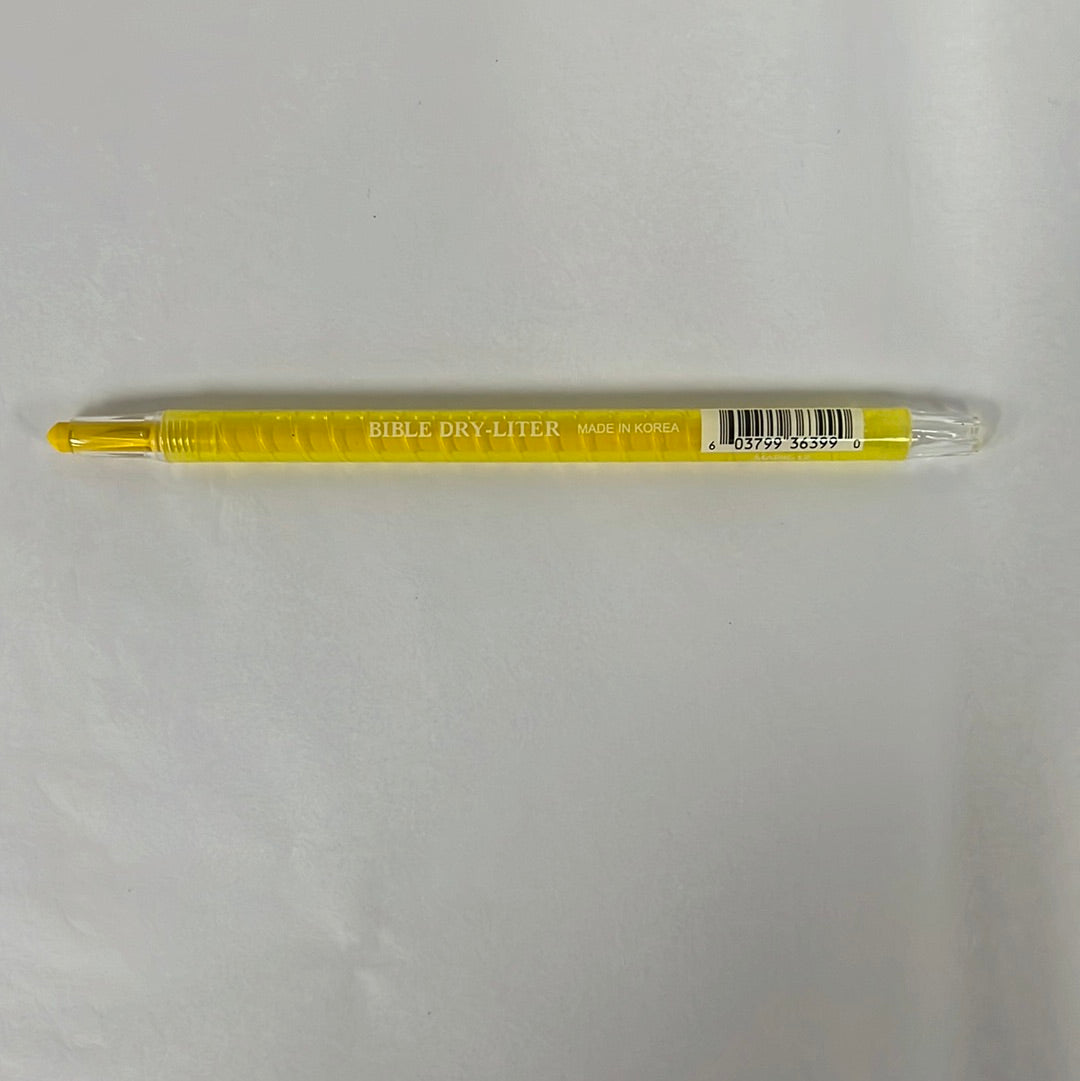 BIBLE DRY-LITER MADE IN KOREA
6 03799 36399 0